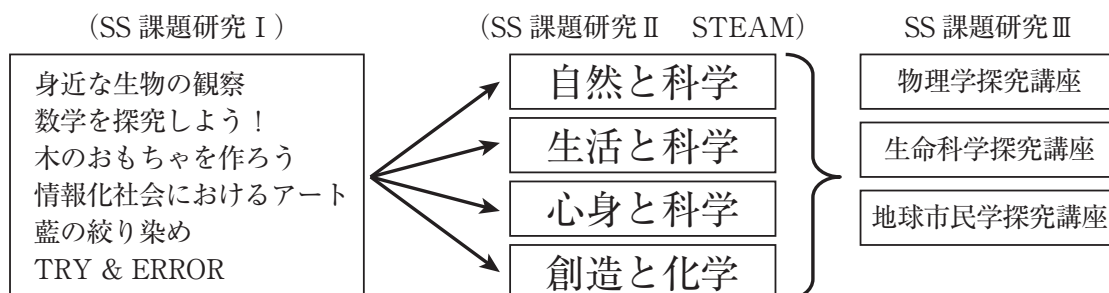 (SS 課題研究Ⅰ)
身近な生物の観察
数学を探究しよう！
木のおもちゃを作ろう
情報化社会におけるアート
藍の絞り染め
TRY & ERROR
(SS 課題研究Ⅱ　STEAM)
自然と科学
生活と科学
心身と科学
創造と化学
SS 課題研究Ⅲ
物理学探究講座
生命科学探究講座
地球市民学探究講座